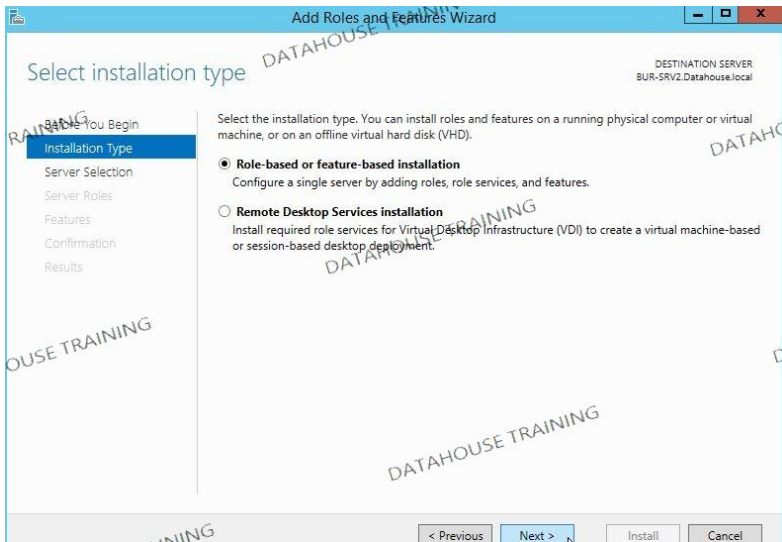 Add Roles and Features Wizard
Select installation type
DESTINATION SERVER
BUR-SRV2.Datahouse.local
Before You Begin
Installation Type
Server Selection
Server Roles
Features
Confirmation
Results
Select the installation type. You can install roles and features on a running physical computer or virtual
machine, or on an offline virtual hard disk (VHD).
Role-based or feature-based installation
Configure a single server by adding roles, role services, and features.
Remote Desktop Services installation
Install required role services for Virtual Desktop Infrastructure (VDI) to create a virtual machine-based
or session-based desktop deployment.
< Previous
Next >
Install
Cancel
DATAHOUSE TRAINING
RAINING
DATAHO
DATAHOUSE TRAINING
OUSE TRAINING
D
DATAHOUSE TRAINING
NING